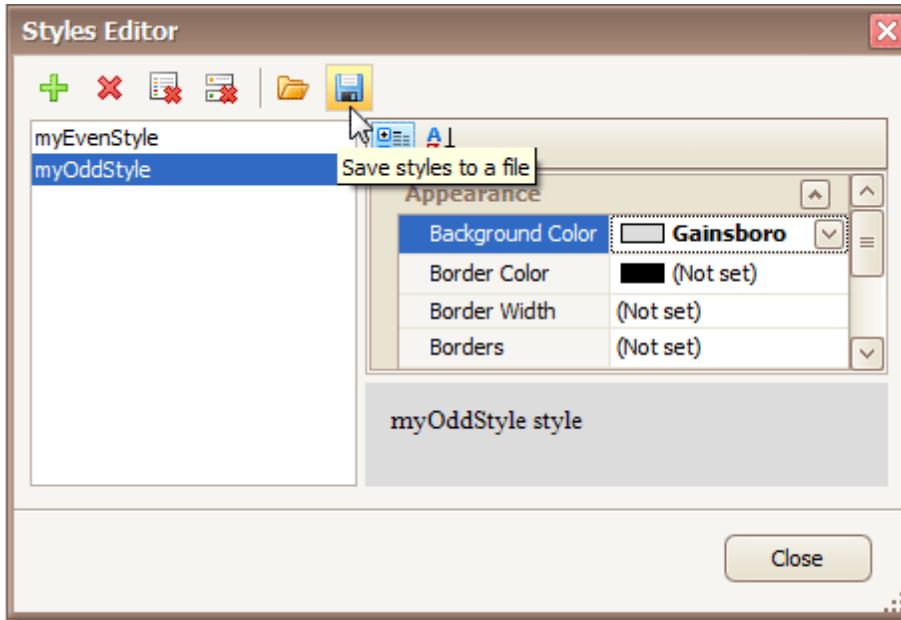 Styles Editor
myEvenStyle
myOddStyle
Save styles to a file
Appearance
Background Color Gainsboro
Border Color (Not set)
Border Width (Not set)
Borders (Not set)
myOddStyle style
Close